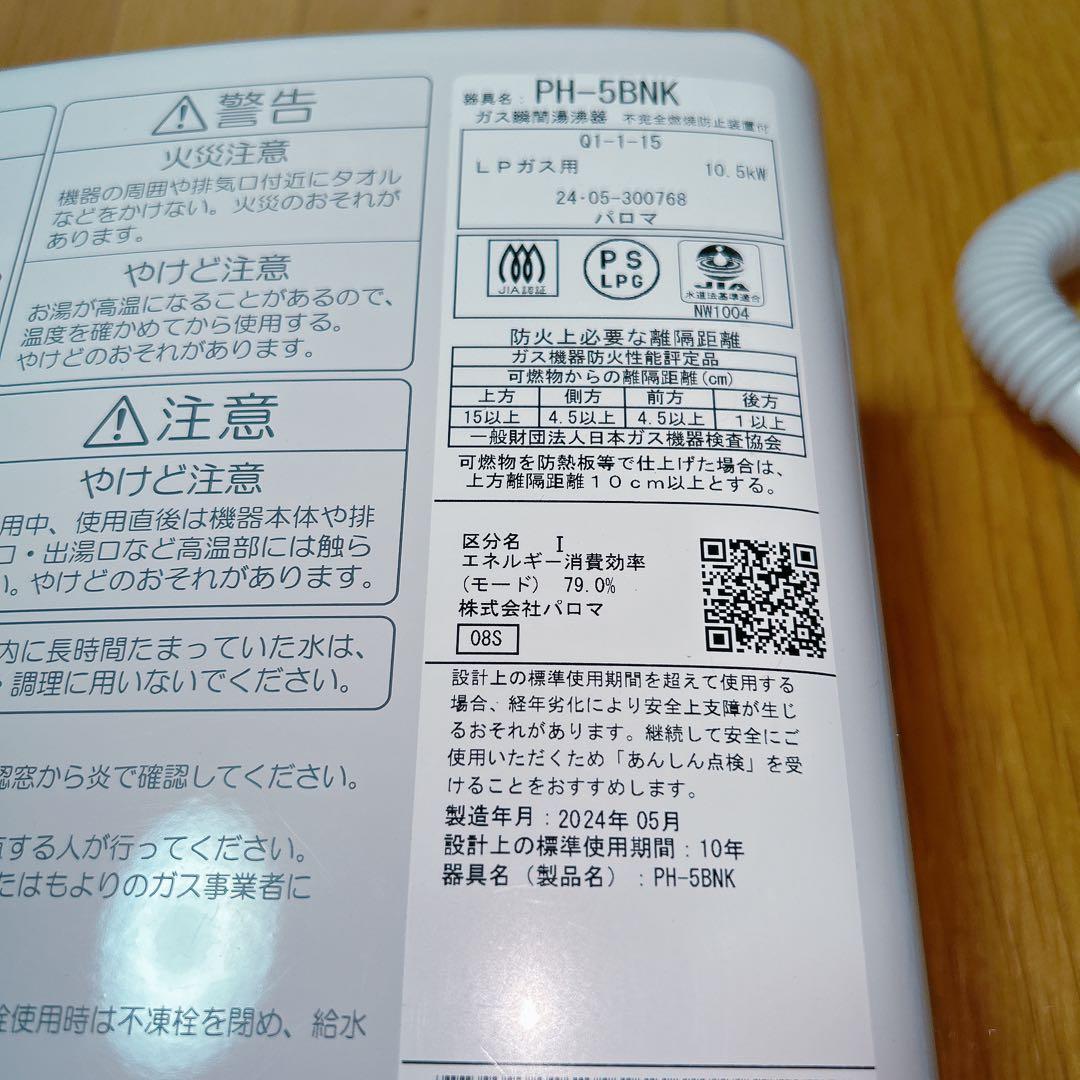 警告
火災注意
機器の周囲や排気口付近にタオル
などをかけない。火災のおそれが
あります。
やけど注意
お湯が高温になることがあるので、
温度を確かめてから使用する。
やけどのおそれがあります。
注意
やけど注意
用中、使用直後は機器本体や排
口・出湯口など高温部には触ら
い。やけどのおそれがあります。
内に長時間たまっていた水は、
・調理に用いないでください。
窓から炎で確認してください。
する人が行ってください。
たはもよりのガス事業者に
使用時は不凍栓を閉め、給水
器具名: PH-5BNK
ガス瞬間湯沸器 不完全燃焼防止装置付
Q1-1-15
LPガス用 10.5kW
24-05-300768
パロマ
JIA認証
PS
LPG
JIA
水道法基準適合
NW1004
防火上必要な離隔距離
ガス機器防火性能評定品
可燃物からの離隔距離(cm)
上方 側方 前方 後方
15以上 4.5以上 4.5以上 1以上
一般財団法人日本ガス機器検査協会
可燃物を防熱板等で仕上げた場合は、
上方離隔距離10cm以上とする。
区分名 I
エネルギー消費効率
(モード) 79.0%
株式会社パロマ
08S
設計上の標準使用期間を超えて使用する
場合、経年劣化により安全上支障が生じ
るおそれがあります。継続して安全にご
使用いただくため「あんしん点検」を受
けることをおすすめします。
製造年月:2024年05月
設計上の標準使用期間:10年
器具名(製品名):PH-5BNK